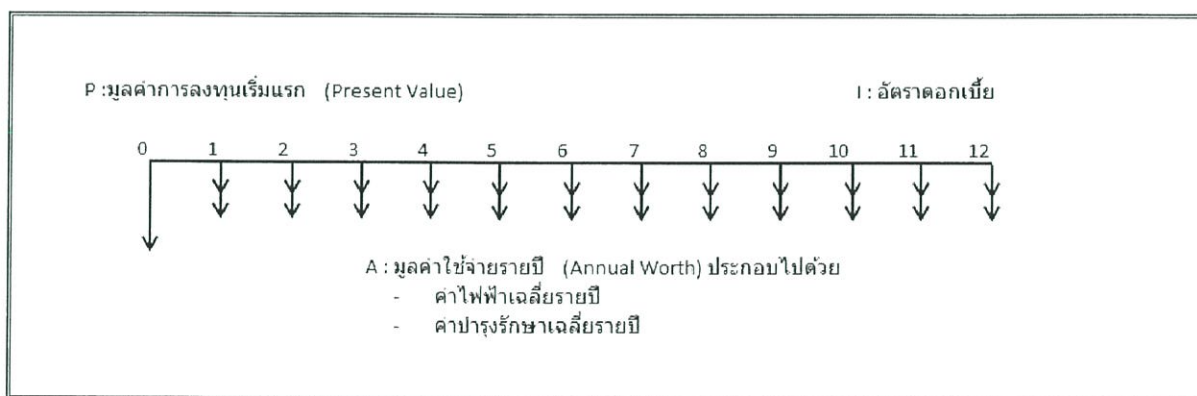 P :มูลค่าการลงทุนเริ่มแรก (Present Value) I : อัตราดอกเบี้ย
0 1 2 3 4 5 6 7 8 9 10 11 12
A : มูลค่าใช้จ่ายรายปี (Annual Worth) ประกอบไปด้วย
- ค่าไฟฟ้าเฉลี่ยรายปี
- ค่าบำรุงรักษาเฉลี่ยรายปี